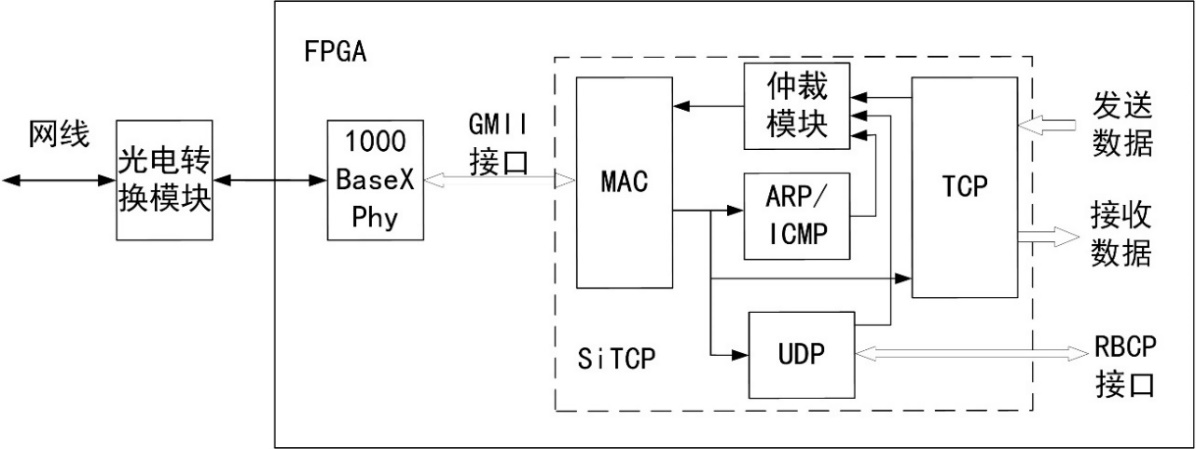 FPGA
网线
光电转
换模块
1000
BaseX
Phy
GMII
接口
MAC
仲裁
模块
ARP/
ICMP
UDP
TCP
SiTCP
发送
数据
接收
数据
RBCP
接口